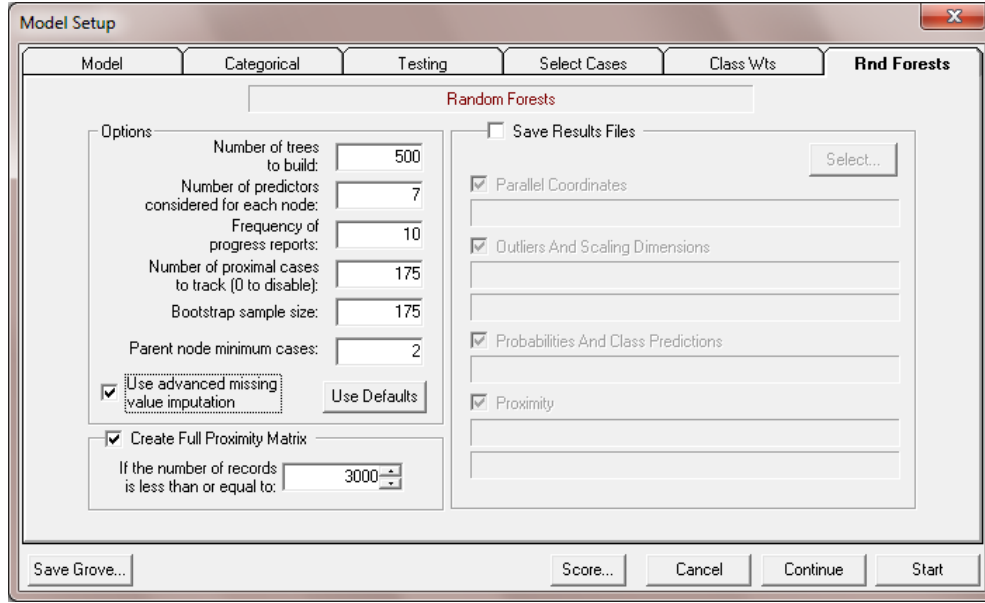 Model Setup
x
Model
Categorical
Testing
Select Cases
Class Wts
Rnd Forests
Random Forests
Options
Number of trees
to build:
500
Number of predictors
considered for each node:
7
Frequency of
progress reports:
10
Number of proximal cases
to track (0 to disable):
175
Bootstrap sample size:
175
Parent node minimum cases:
2
Use advanced missing
value imputation
Use Defaults
Create Full Proximity Matrix
If the number of records
is less than or equal to:
3000
Save Results Files
Select...
Parallel Coordinates
Outliers And Scaling Dimensions
Probabilities And Class Predictions
Proximity
Save Grove...
Score...
Cancel
Continue
Start